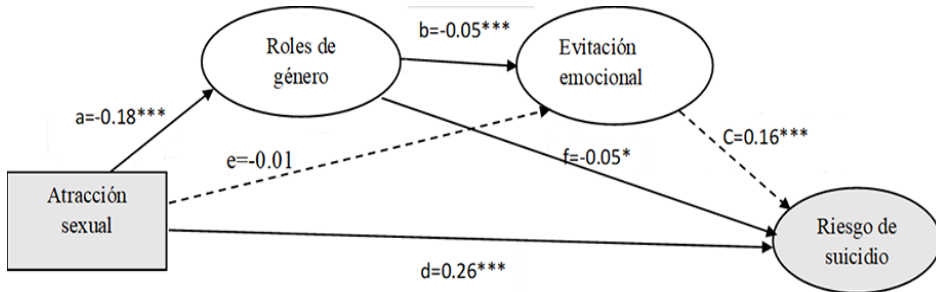 b=-0.05***
Roles de
género
Evitación
emocional
a=-0.18***
e=-0.01
f=-0.05*
C=0.16***
Atracción
sexual
Riesgo de
suicidio
d=0.26***